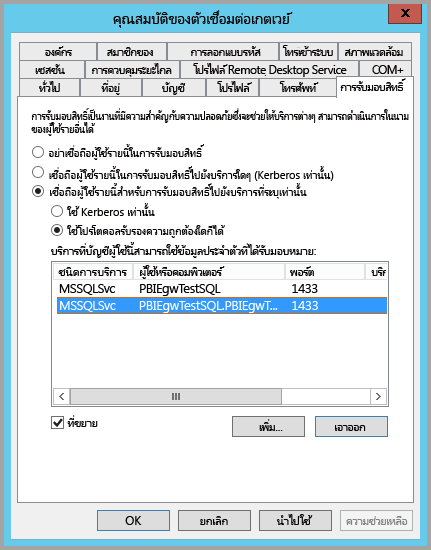 คุณสมบัติของตัวเชื่อมต่อเกตเวย์
x
องค์กร สมาชิกของ การลอกแบบรหัส โทรเข้าระบบ สภาพแวดล้อม
เซสชัน การควบคุมระยะไกล โปรไฟล์ Remote Desktop Service COM+
ทั่วไป ที่อยู่ บัญชี โปรไฟล์ โทรศัพท์ การรับมอบสิทธิ์
การรับมอบสิทธิ์เป็นงานที่มีความสำคัญกับความปลอดภัยซึ่งจะช่วยให้บริการต่างๆ สามารถดำเนินการในนาม
ของผู้ใช้รายอื่นได้
อย่าเชื่อถือผู้ใช้รายนี้ในการรับมอบสิทธิ์
เชื่อถือผู้ใช้รายนี้ในการรับมอบสิทธิ์ไปยังบริการใดๆ (Kerberos เท่านั้น)
เชื่อถือผู้ใช้รายนี้สำหรับการรับมอบสิทธิ์ไปยังบริการที่ระบุเท่านั้น
ใช้ Kerberos เท่านั้น
ใช้โปรโตคอลรับรองความถูกต้องใดก็ได้
บริการที่บัญชีผู้ใช้นี้สามารถใช้ข้อมูลประจำตัวที่ได้รับมอบหมาย:
ชนิดการบริการ ผู้ใช้หรือคอมพิวเตอร์ พอร์ต บริก
MSSQLSvc PBIEgwTestSQL 1433
MSSQLSvc PBIEgwTestSQL.PBIEgwT... 1433
ที่ขยาย
เพิ่ม... เอาออก
OK ยกเลิก นำไปใช้ ความช่วยเหลือ